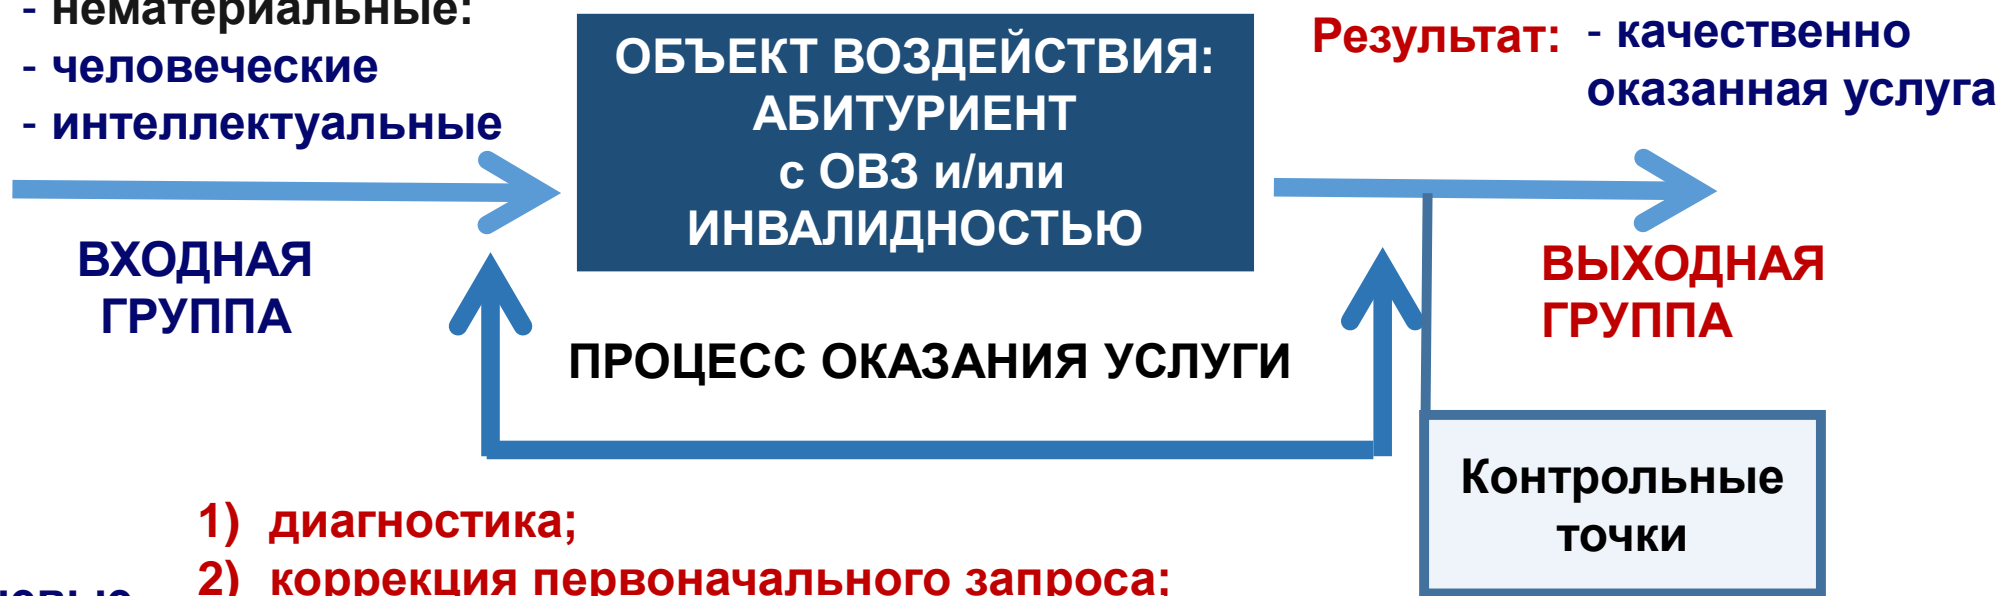 - нематериальные:
- человеческие
- интеллектуальные
ВХОДНАЯ
ГРУППА
ОБЪЕКТ ВОЗДЕЙСТВИЯ:
АБИТУРИЕНТ
с ОВЗ и/или
ИНВАЛИДНОСТЬЮ
Результат: - качественно
оказанная услуга
ВЫХОДНАЯ
ГРУППА
ПРОЦЕСС ОКАЗАНИЯ УСЛУГИ
Контрольные
точки
1) диагностика;
2) коррекция первоначального запроса;